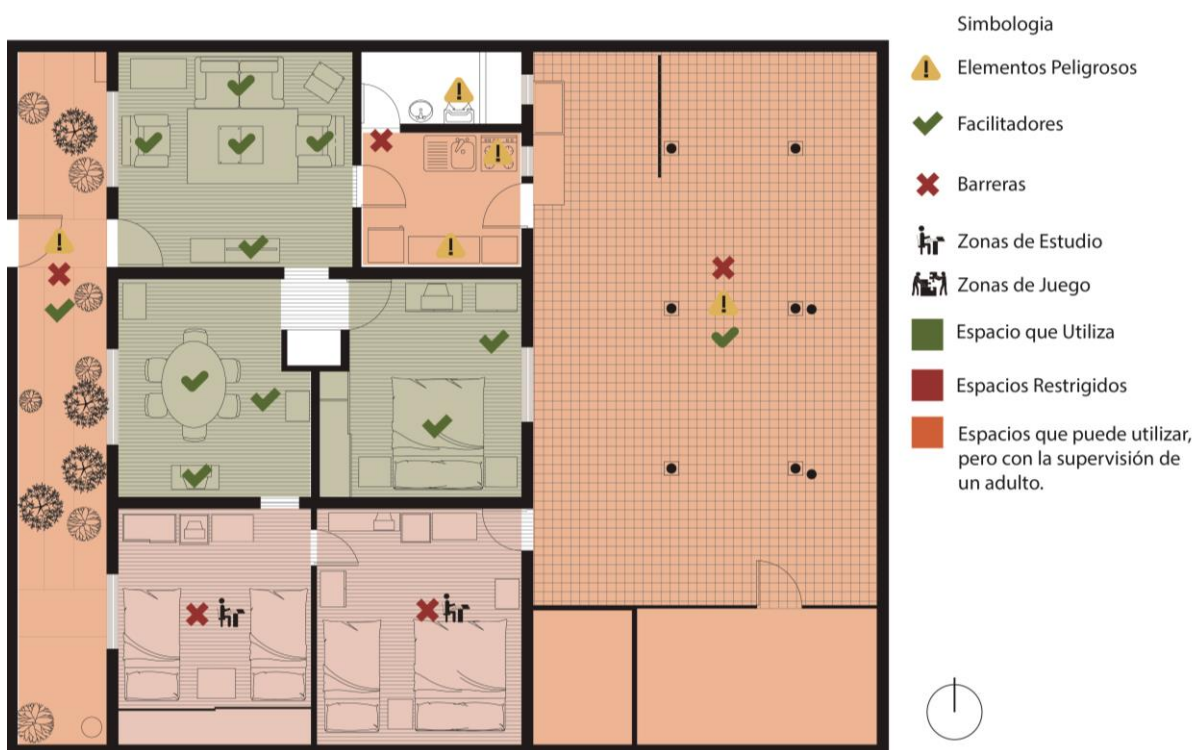 Simbologia
Elementos Peligrosos
Facilitadores
Barreras
Zonas de Estudio
Zonas de Juego
Espacio que Utiliza
Espacios Restrigidos
Espacios que puede utilizar,
pero con la supervisión de
un adulto.